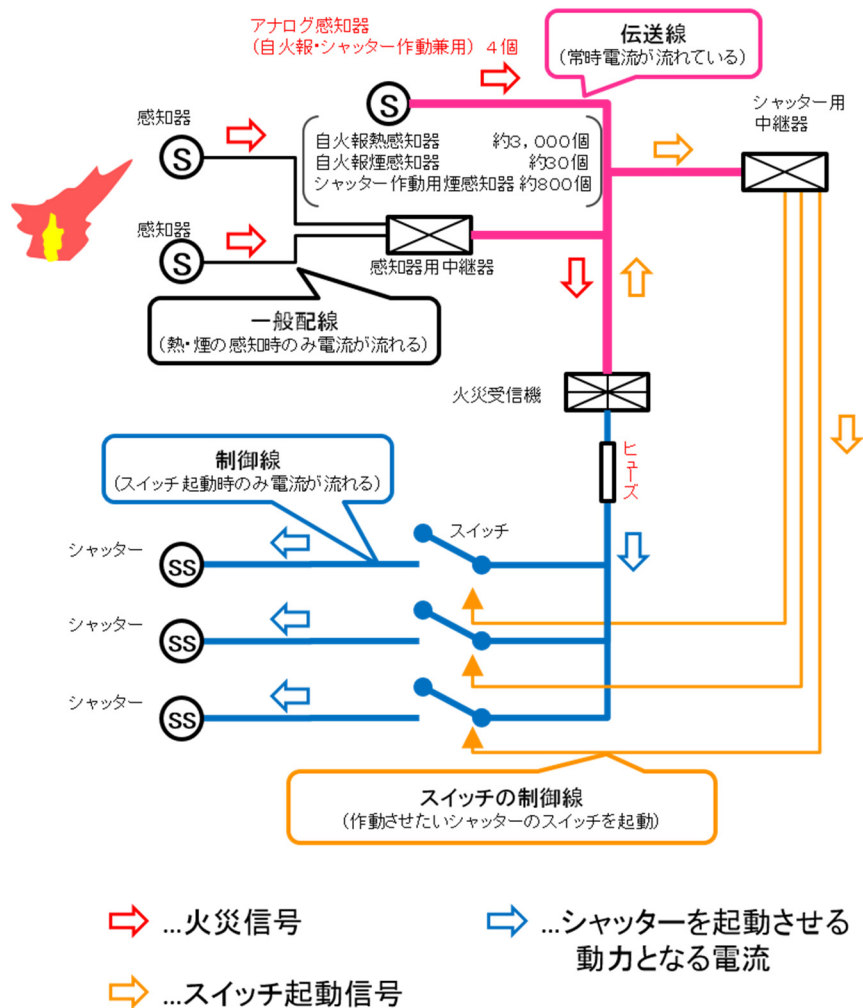 アナログ感知器
(自火報・シャッター作動兼用) 4個
伝送線
(常時電流が流れている)
シャッター用
中継器
感知器
S
S
自火報熱感知器 約3,000個
自火報煙感知器 約30個
シャッター作動用煙感知器 約800個
感知器
S
感知器用中継器
一般配線
(熱・煙の感知時のみ電流が流れる)
火災受信機
ヒューズ
制御線
(スイッチ起動時のみ電流が流れる)
スイッチ
シャッター
SS
シャッター
SS
シャッター
SS
スイッチの制御線
(作動させたいシャッターのスイッチを起動)
...火災信号
...シャッターを起動させる
動力となる電流
...スイッチ起動信号